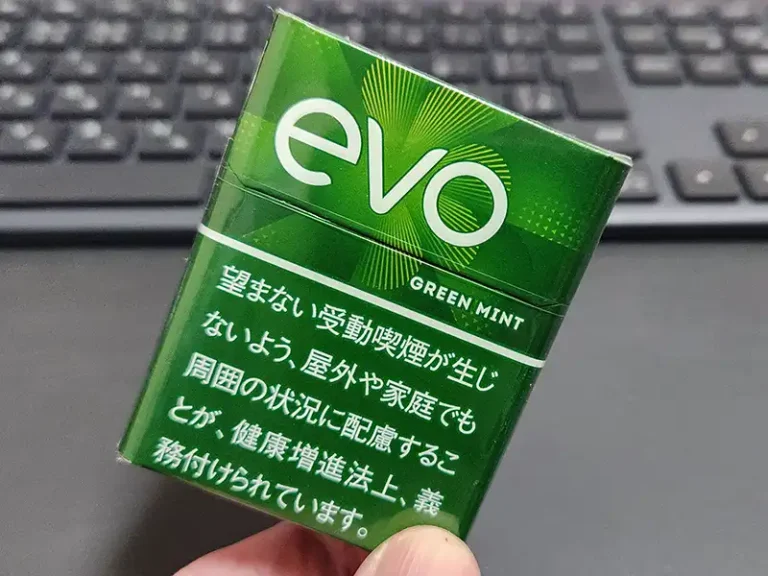 evo
GREEN MINT
望まない受動喫煙が生じ
ないよう、屋外や家庭でも
周囲の状況に配慮するこ
とが、健康増進法上、義
務付けられています。